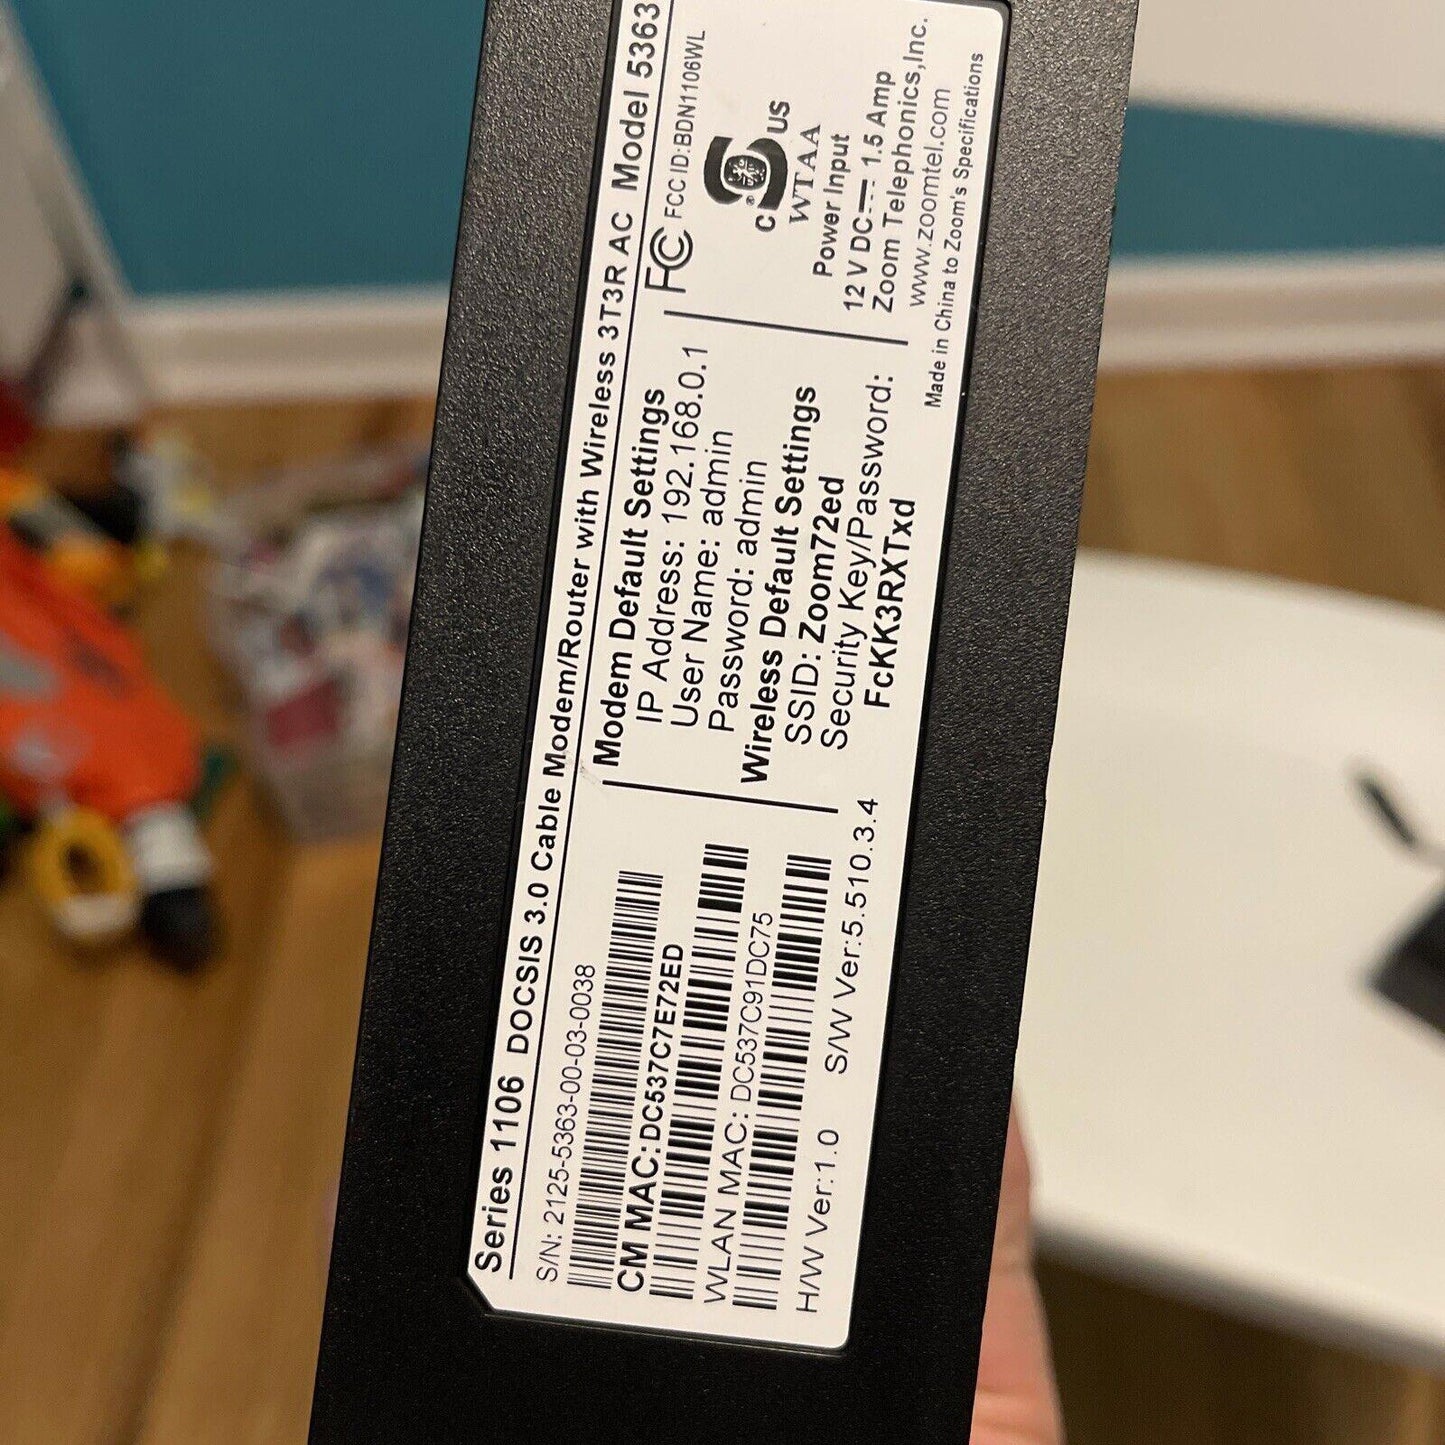 Series 1106 DOCSIS 3.0 Cable Modem/Router with Wireless 3T3R AC Model 5363
S/N: 2125-5363-00-03-0038
CM MAC:DC537C7E72ED
WLAN MAC: DC537C91DC75
H/W Ver:1.0 S/W Ver:5.510.3.4
Modem Default Settings
IP Address: 192.168.0.1
User Name: admin
Password: admin
Wireless Default Settings
SSID: Zoom72ed
Security Key/Password:
FcKK3RXTxd
FC FCC ID:BDN1106WL
C ® US
WTAA
Power Input
12 V DC 1.5 Amp
Zoom Telephonics,Inc.
www.zoomtel.com
Made in China to Zoom's Specifications